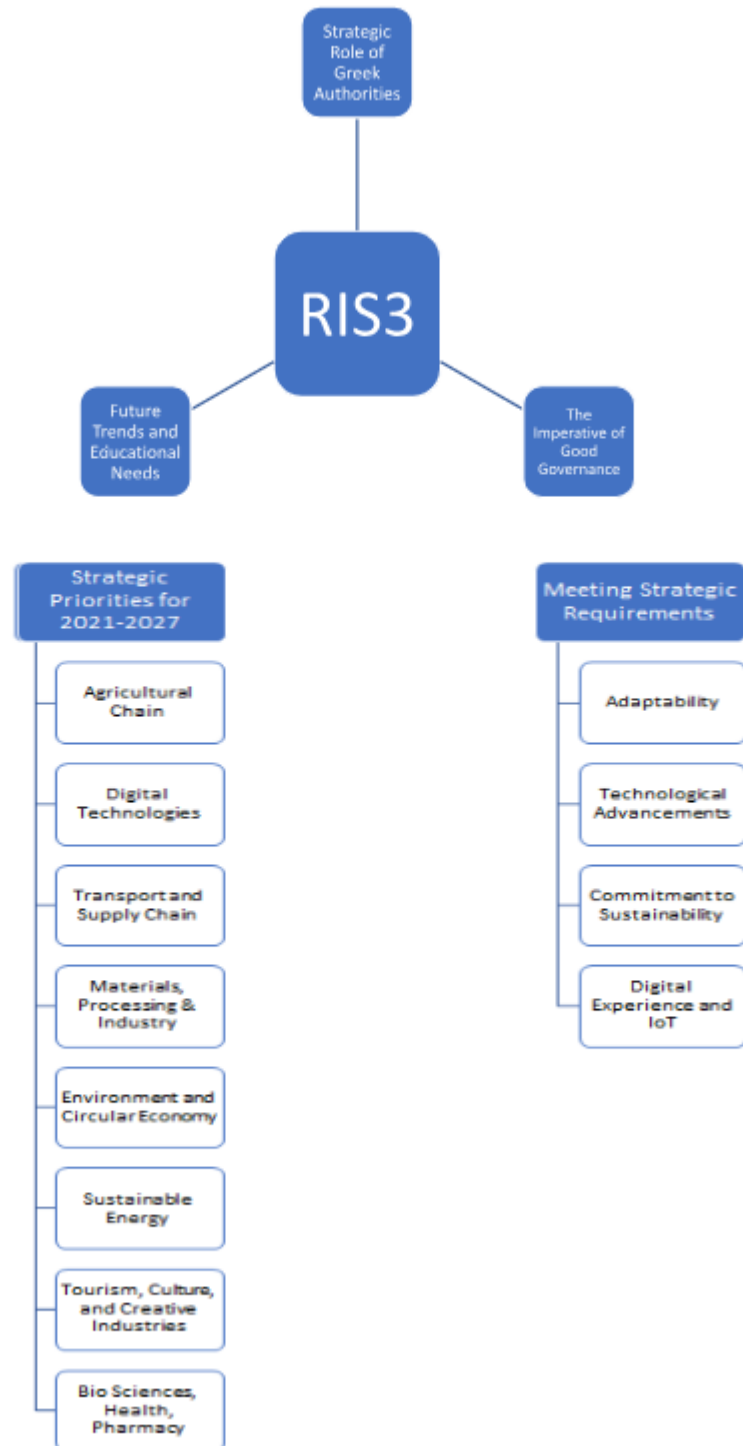 Strategic
Role of
Greek
Authorities
RIS3
Future
Trends and
Educational
Needs
The
Imperative of
Good
Governance
Strategic
Priorities for
2021-2027
Agricultural
Chain
Digital
Technologies
Transport and
Supply Chain
Materials,
Processing &
Industry
Environment and
Circular Economy
Sustainable
Energy
Tourism, Culture,
and Creative
Industries
Bio Sciences,
Health,
Pharmacy
Meeting Strategic
Requirements
Adaptability
Technological
Advancements
Commitment to
Sustainability
Digital
Experience and
IoT